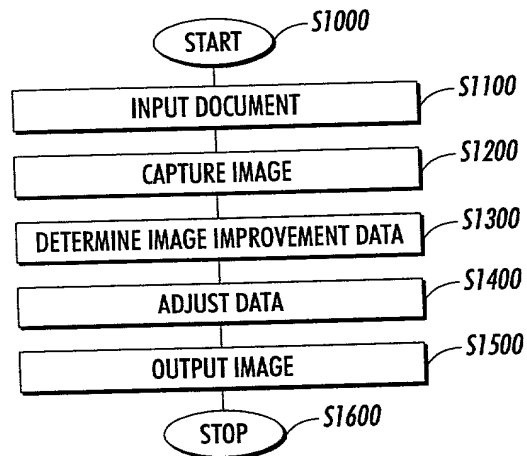 START S1000
INPUT DOCUMENT S1100
CAPTURE IMAGE S1200
DETERMINE IMAGE IMPROVEMENT DATA S1300
ADJUST DATA S1400
OUTPUT IMAGE S1500
STOP S1600